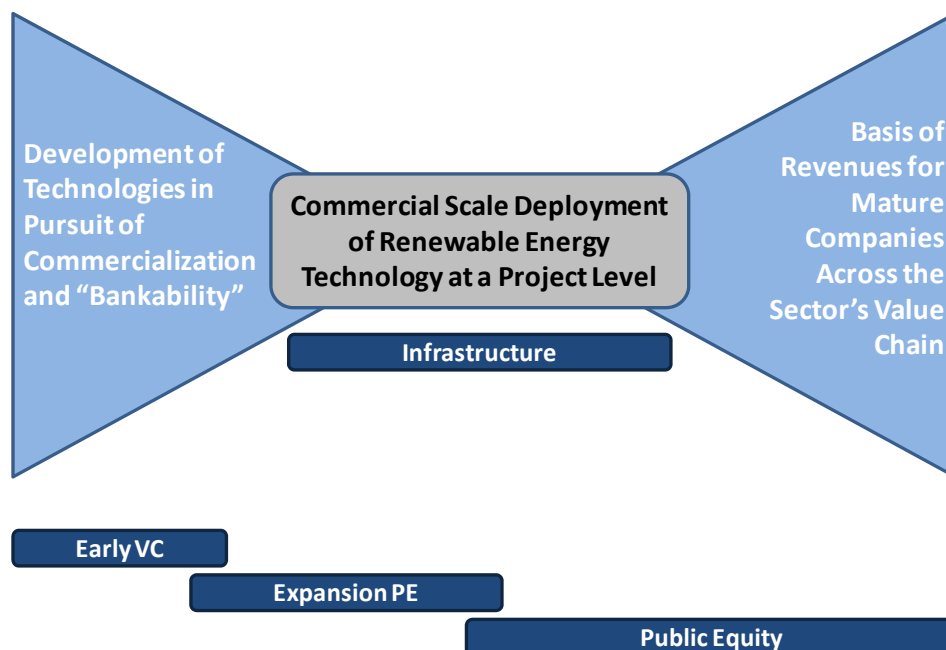 Development of
Technologies in
Pursuit of
Commercialization
and “Bankability”
Commercial Scale Deployment
of Renewable Energy
Technology at a Project Level
Basis of
Revenues for
Mature
Companies
Across the
Sector’s Value
Chain
Infrastructure
Early VC
Expansion PE
Public Equity